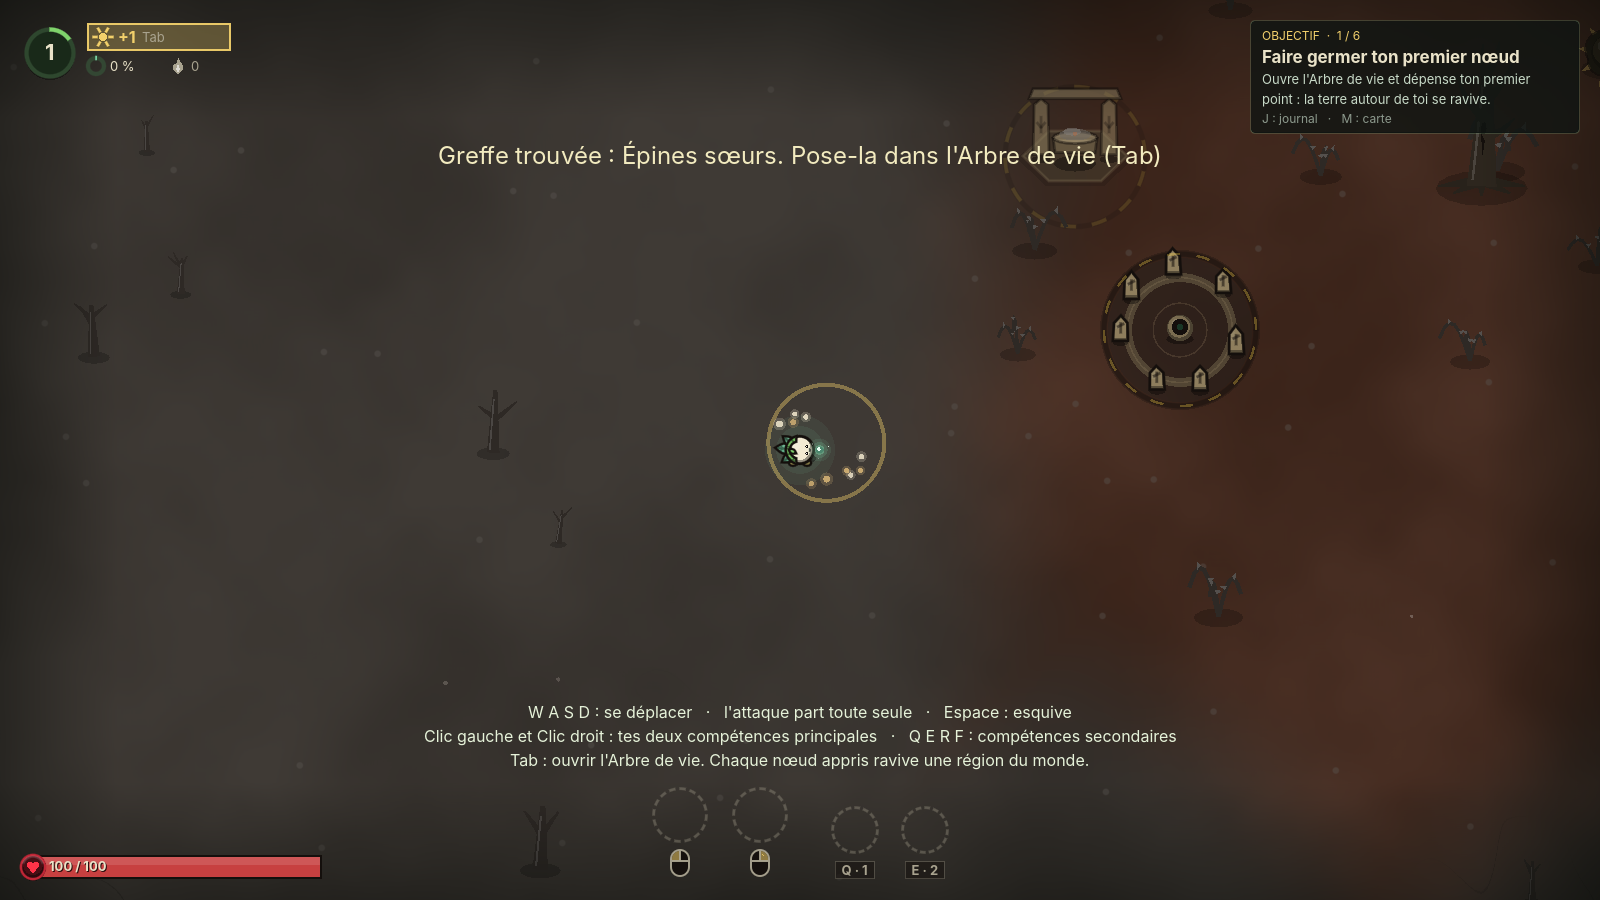 1
+1 Tab
0 %
0
OBJECTIF · 1 / 6
Faire germer ton premier nœud
Ouvre l'Arbre de vie et dépense ton premier
point : la terre autour de toi se ravive.
J : journal · M : carte
Greffe trouvée : Épines sœurs. Pose-la dans l'Arbre de vie (Tab)
W A S D : se déplacer · l'attaque part toute seule · Espace : esquive
Clic gauche et Clic droit : tes deux compétences principales · Q E R F : compétences secondaires
Tab : ouvrir l'Arbre de vie. Chaque nœud appris ravive une région du monde.
100 / 100
Q · 1
E · 2